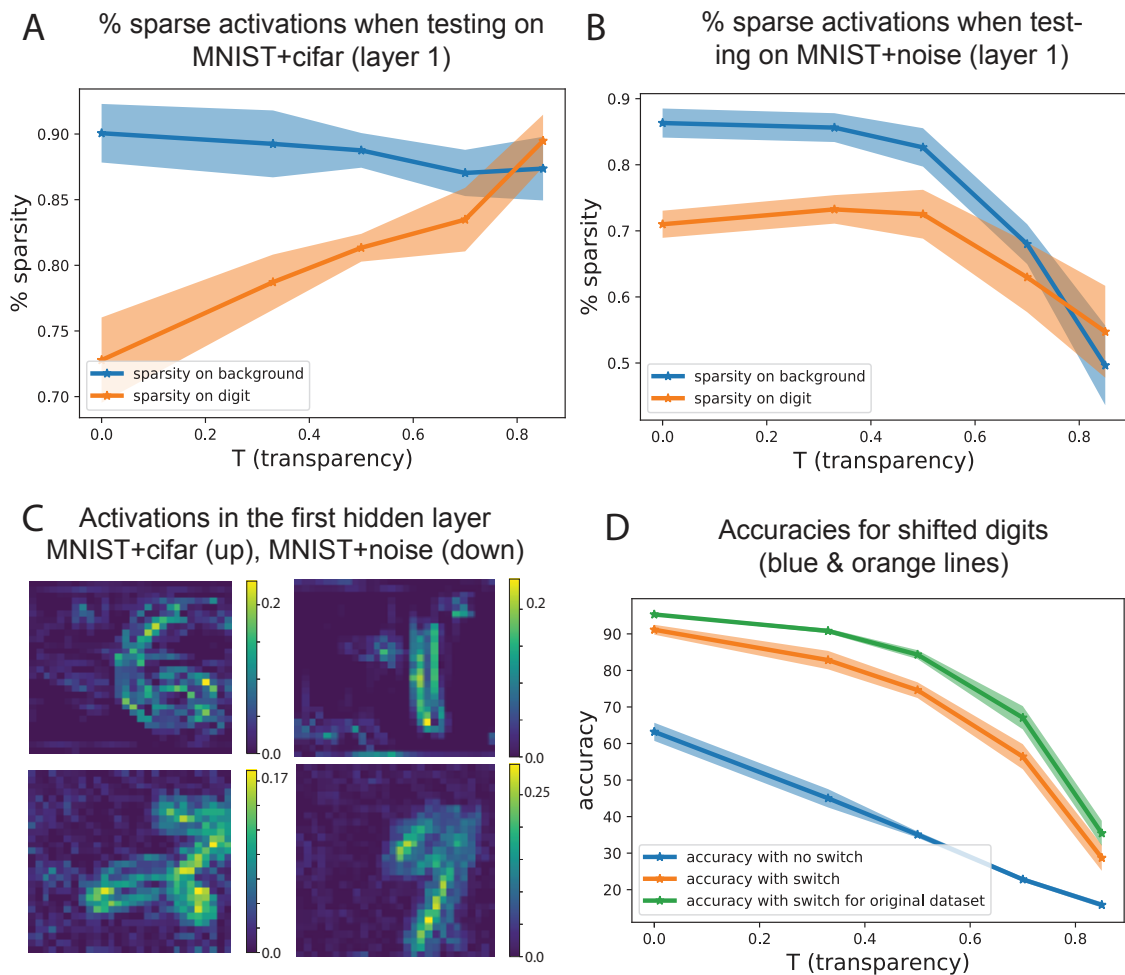 A
% sparse activations when testing on
MNIST+cifar (layer 1)
0.90
0.85
0.80
0.75
0.70
% sparsity
sparsity on background
sparsity on digit
0.0
0.2
0.4
0.6
0.8
T (transparency)
B
% sparse activations when test-
ing on MNIST+noise (layer 1)
0.9
0.8
0.7
0.6
0.5
% sparsity
sparsity on background
sparsity on digit
0.0
0.2
0.4
0.6
0.8
T (transparency)
C
Activations in the first hidden layer
MNIST+cifar (up), MNIST+noise (down)
0.2
0.0
0.2
0.0
0.17
0.0
0.25
0.0
D
Accuracies for shifted digits
(blue & orange lines)
90
80
70
60
50
40
30
20
accuracy
accuracy with no switch
accuracy with switch
accuracy with switch for original dataset
0.0
0.2
0.4
0.6
0.8
T (transparency)